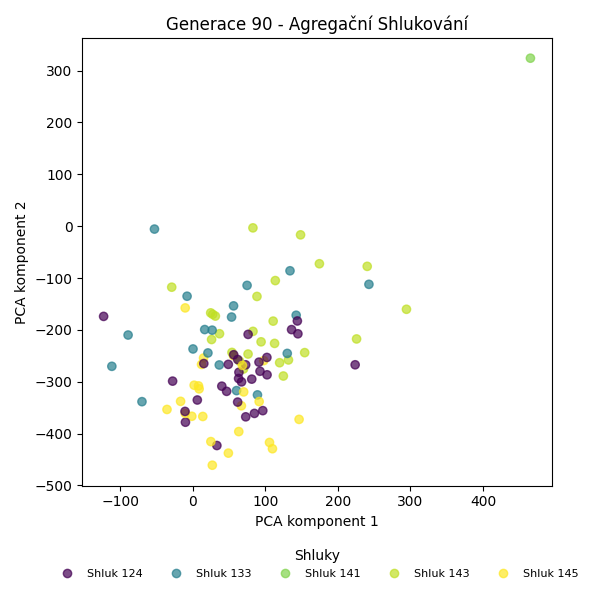 Generace 90 - Agregační Shlukování
300
200
100
0
−100
−200
−300
−400
−500
PCA komponent 2
−100 0 100 200 300 400
PCA komponent 1
Shluky
Shluk 124 Shluk 133 Shluk 141 Shluk 143 Shluk 145